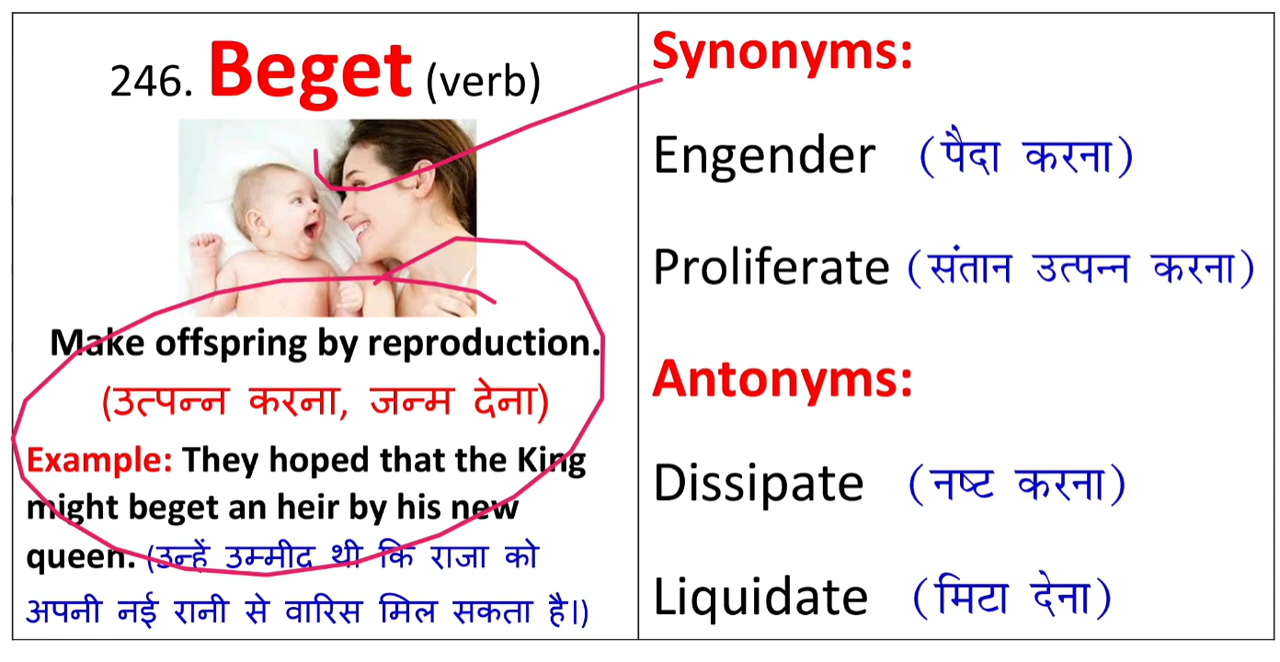 246. Beget (verb)
Make offspring by reproduction.
(उत्पन्न करना, जन्म देना)
Example: They hoped that the King
might beget an heir by his new
queen. (उन्हें उम्मीद थी कि राजा को
अपनी नई रानी से वारिस मिल सकता है।)
Synonyms:
Engender (पैदा करना)
Proliferate (संतान उत्पन्न करना)
Antonyms:
Dissipate (नष्ट करना)
Liquidate (मिटा देना)